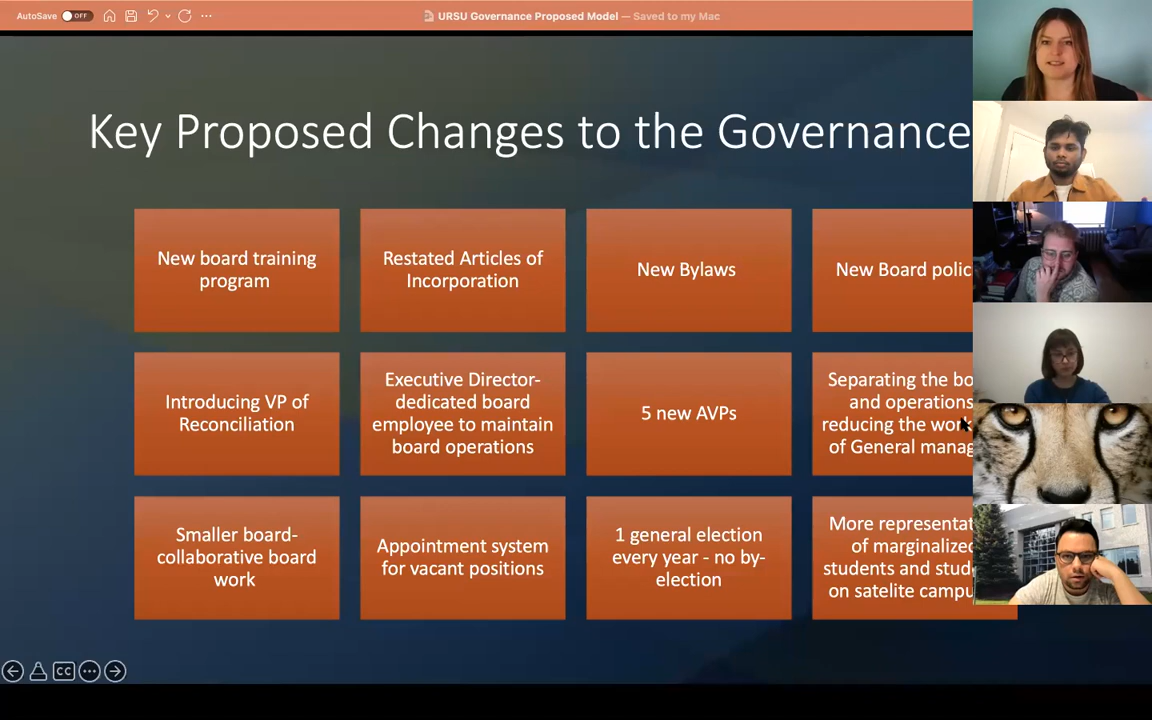 AutoSave OFF
URSU Governance Proposed Model — Saved to my Mac
Key Proposed Changes to the Governance
New board training
program
Restated Articles of
Incorporation
New Bylaws
New Board polic
Introducing VP of
Reconciliation
Executive Director-
dedicated board
employee to maintain
board operations
5 new AVPs
Separating the bo
and operations
reducing the work
of General manag
Smaller board-
collaborative board
work
Appointment system
for vacant positions
1 general election
every year - no by-
election
More representat
of marginalized
students and stud
on satelite campu
CC